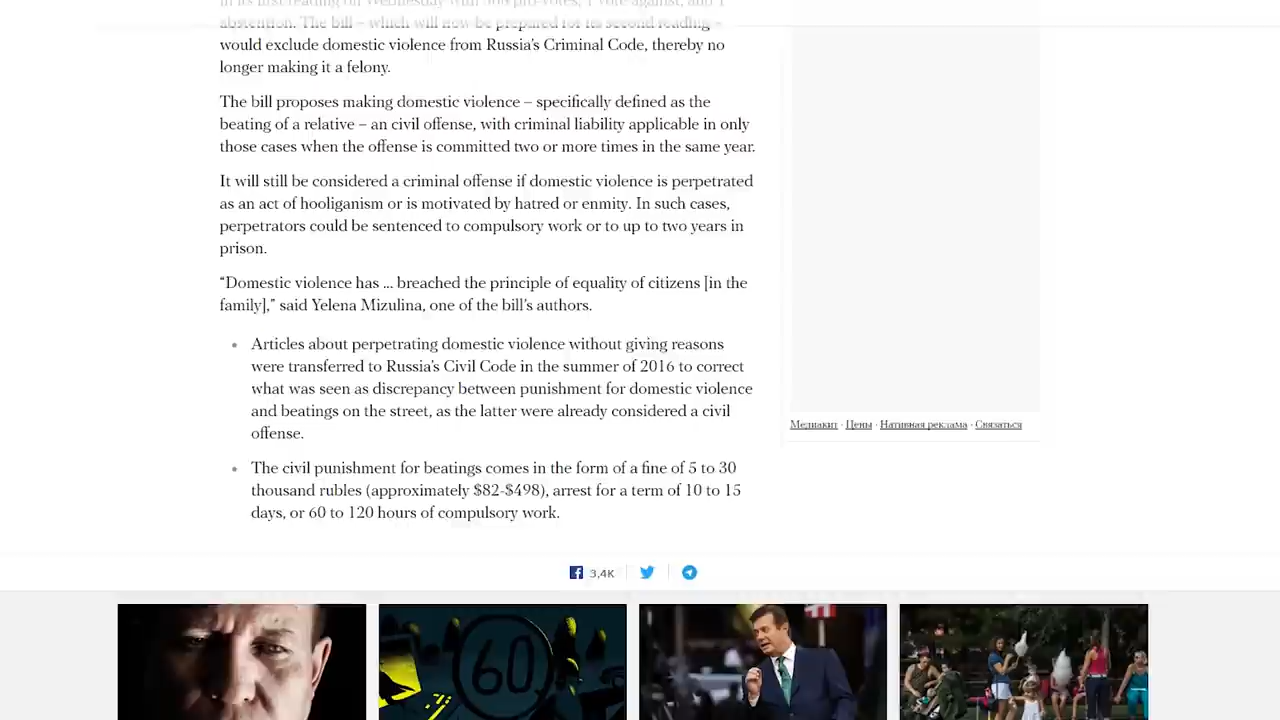 in its first reading on Wednesday with pro-votes, 1 vote against, and 1
abstention. The bill – which will now be prepared for its second reading –
would exclude domestic violence from Russia’s Criminal Code, thereby no
longer making it a felony.
The bill proposes making domestic violence – specifically defined as the
beating of a relative – an civil offense, with criminal liability applicable in only
those cases when the offense is committed two or more times in the same year.
It will still be considered a criminal offense if domestic violence is perpetrated
as an act of hooliganism or is motivated by hatred or enmity. In such cases,
perpetrators could be sentenced to compulsory work or to up to two years in
prison.
“Domestic violence has ... breached the principle of equality of citizens [in the
family],” said Yelena Mizulina, one of the bill’s authors.
• Articles about perpetrating domestic violence without giving reasons
were transferred to Russia’s Civil Code in the summer of 2016 to correct
what was seen as discrepancy between punishment for domestic violence
and beatings on the street, as the latter were already considered a civil
offense.
• The civil punishment for beatings comes in the form of a fine of 5 to 30
thousand rubles (approximately $82-$498), arrest for a term of 10 to 15
days, or 60 to 120 hours of compulsory work.
Медиакит · Цены · Нативная реклама · Связаться
3,4K
60